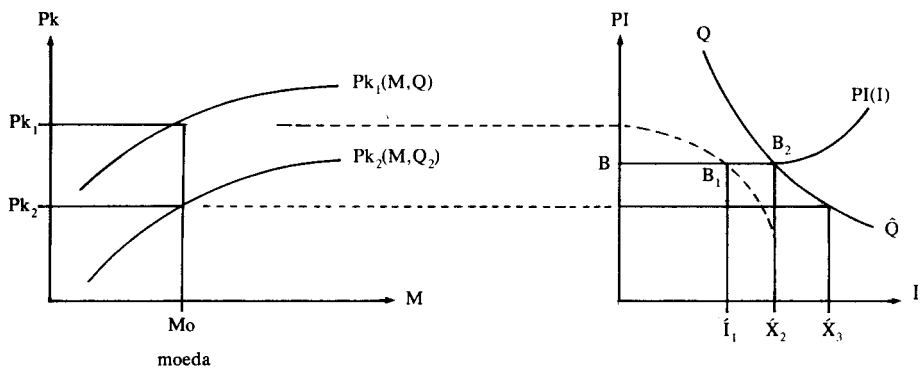 Pk
Pk₁(M,Q)
Pk₁
Pk₂(M,Q₂)
Pk₂
M
Mo
moeda
PI
Q
PI(I)
B₂
B
B₁
Q̂
I
Í₁
X́₂
X́₃